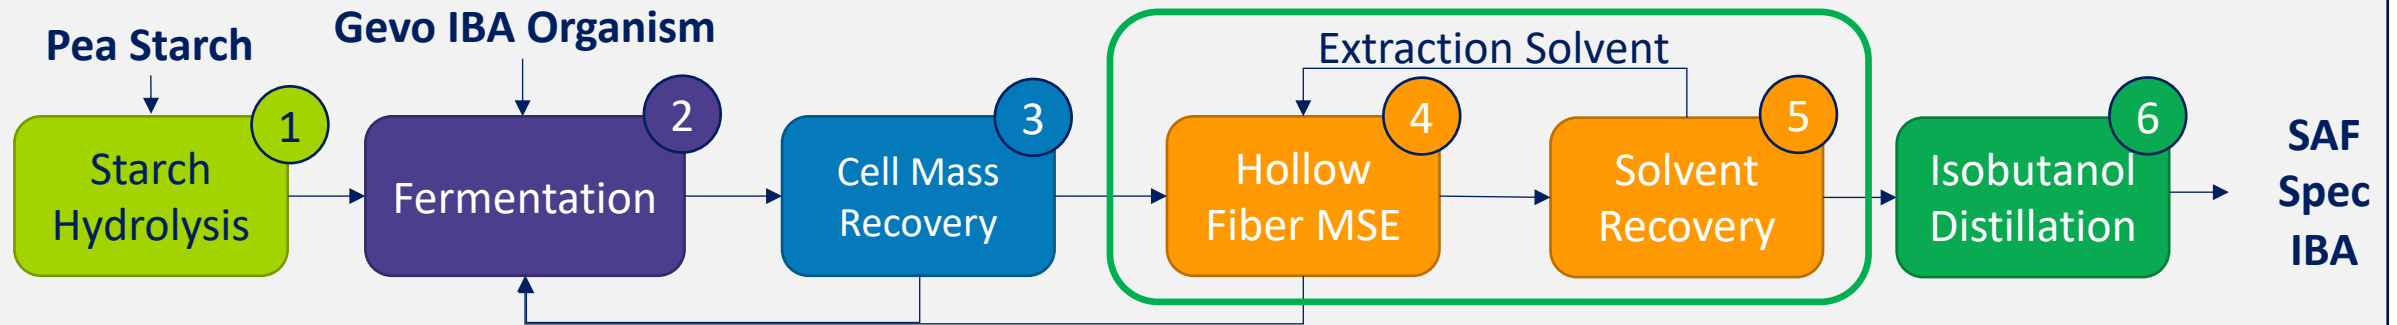 Pea Starch
Gevo IBA Organism
Extraction Solvent
1
Starch
Hydrolysis
2
Fermentation
3
Cell Mass
Recovery
4
Hollow
Fiber MSE
5
Solvent
Recovery
6
Isobutanol
Distillation
SAF
Spec
IBA